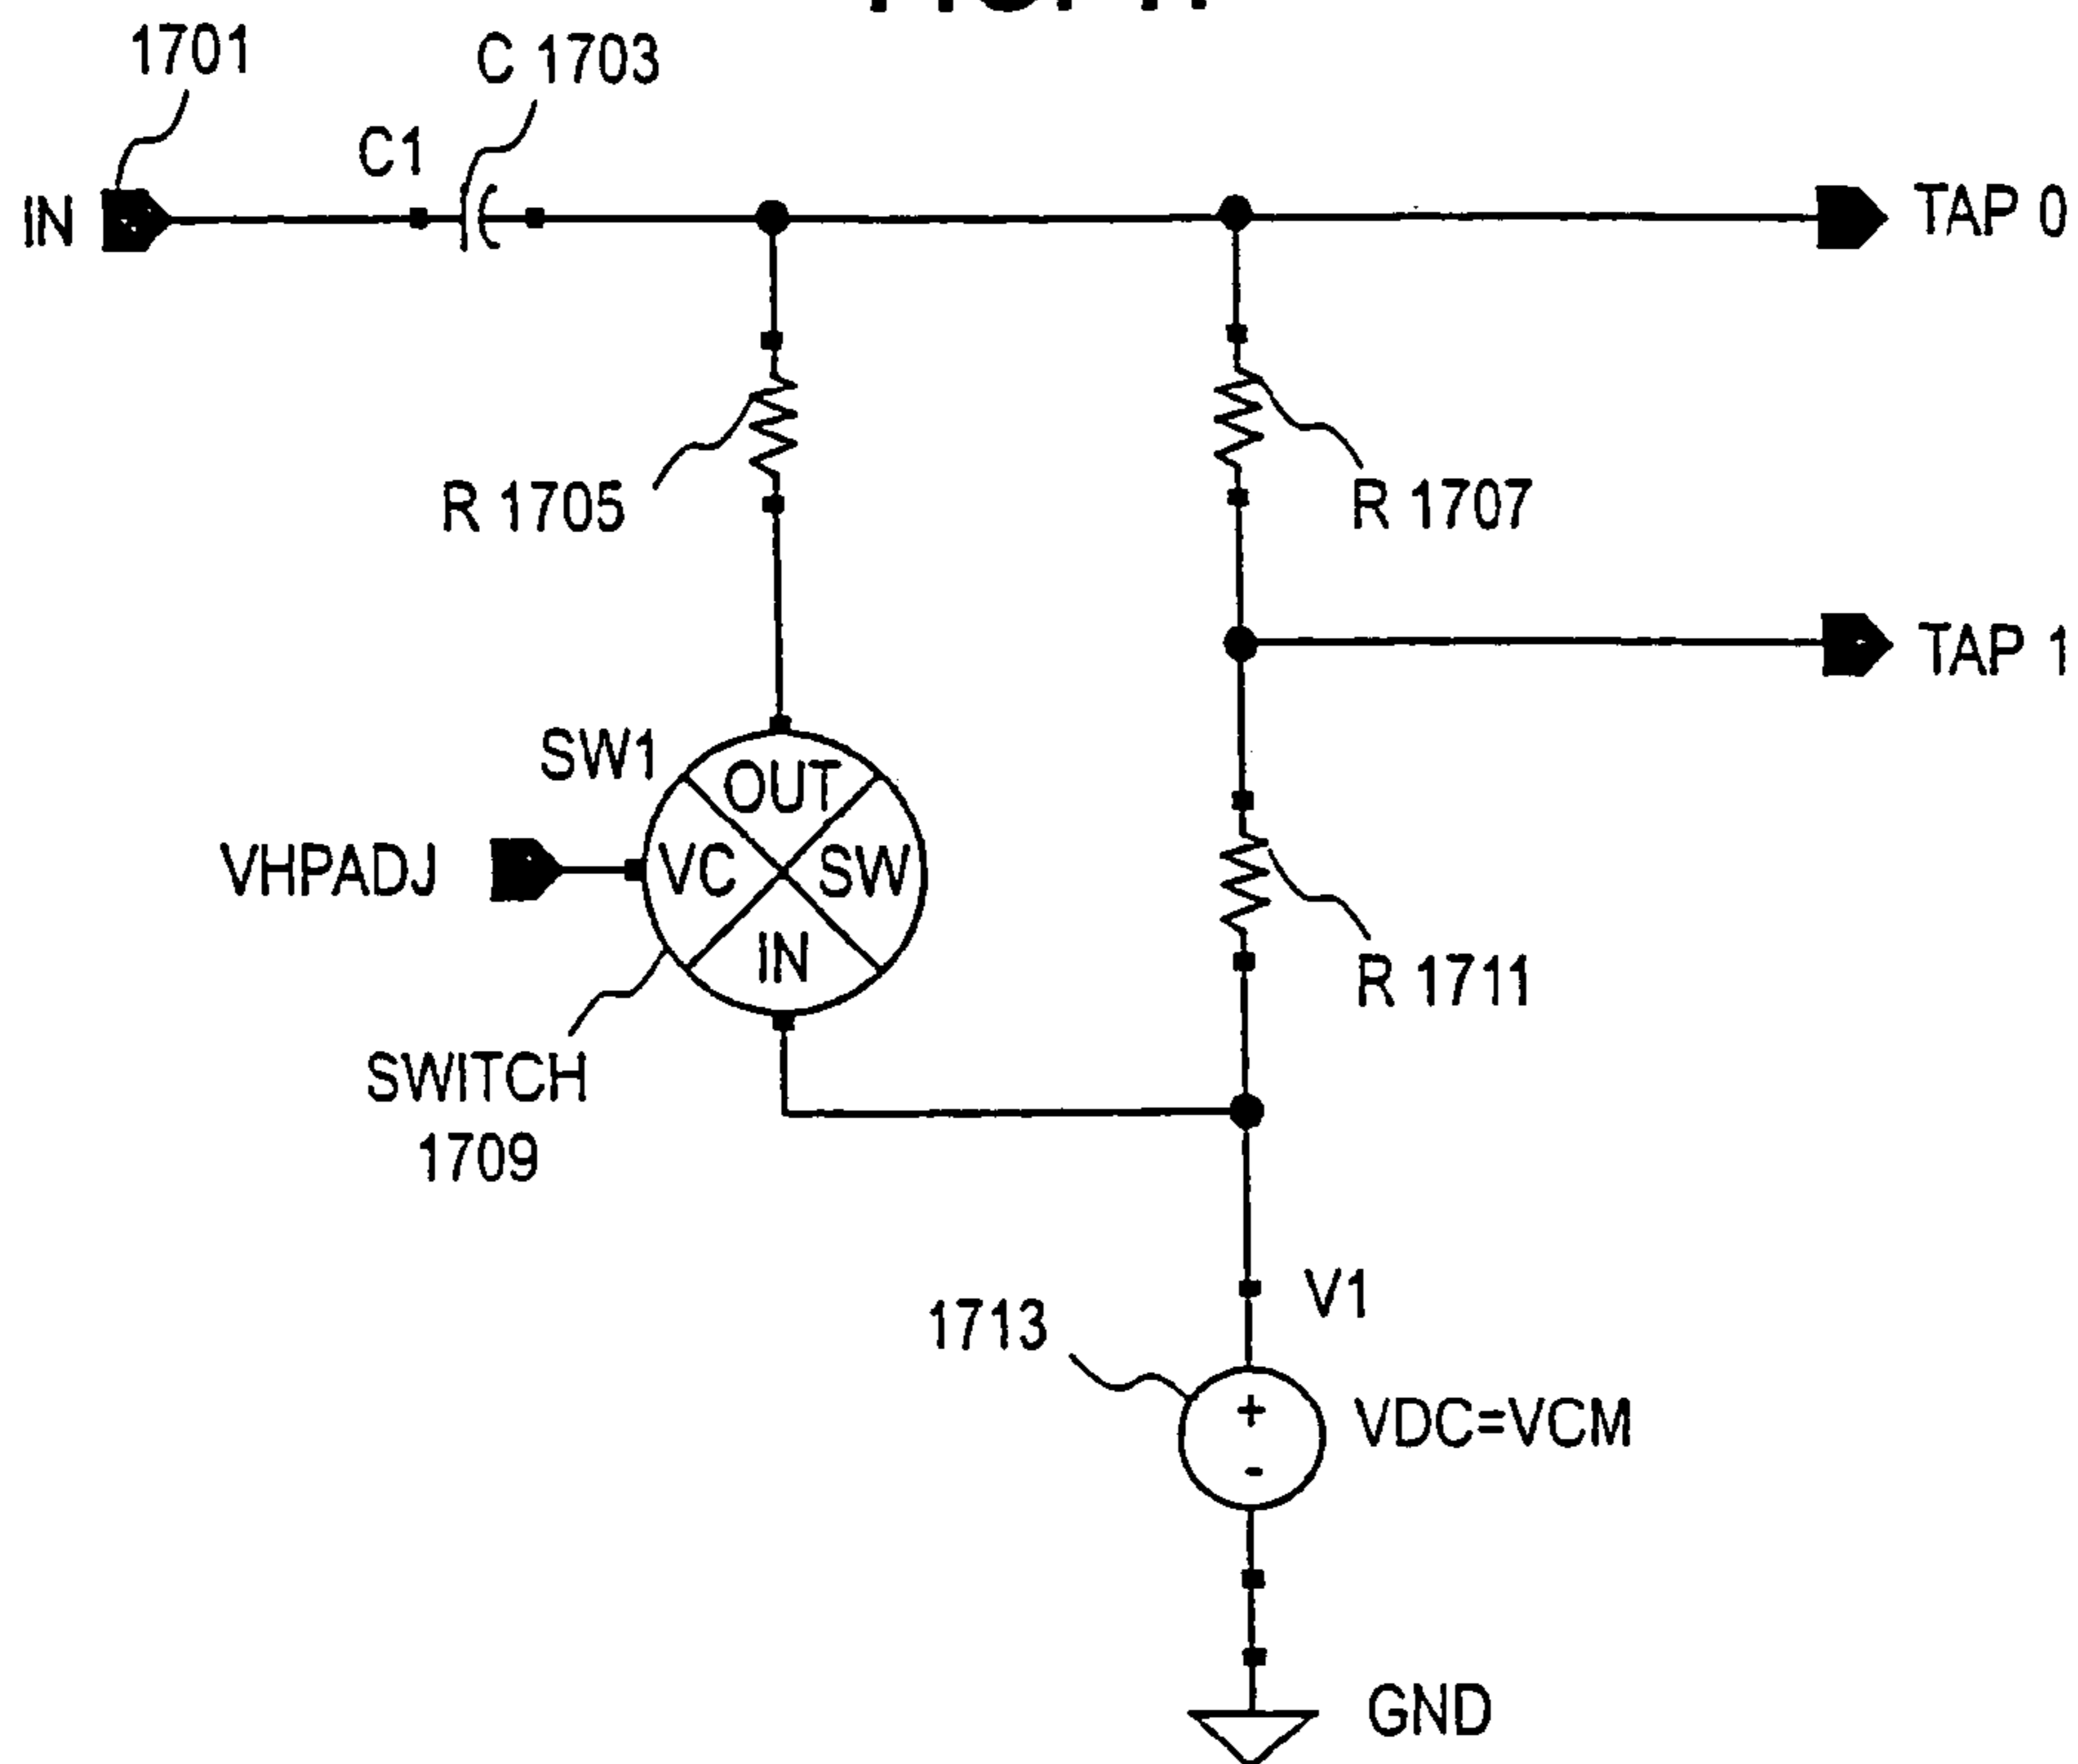 1701
C 1703
C1
IN
TAP 0
R 1705
R 1707
TAP 1
SW1
OUT
VHPADJ
VC
SW
IN
R 1711
SWITCH
1709
V1
1713
+
VDC=VCM
-
GND